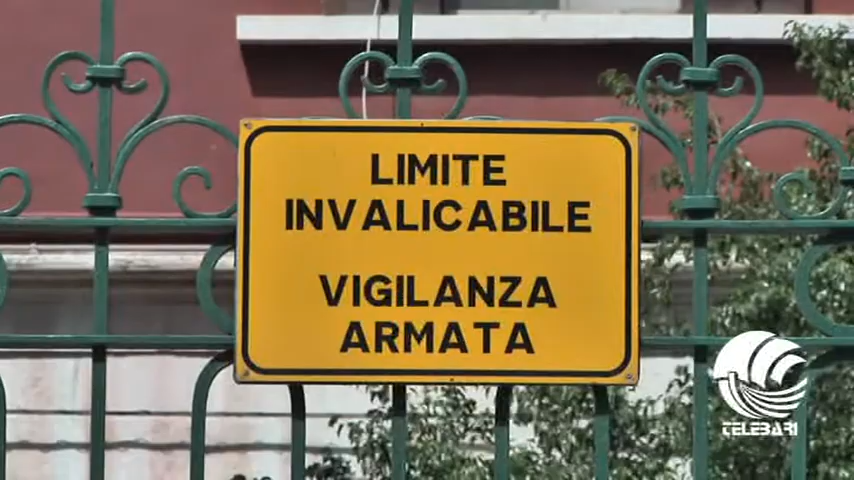 LIMITE
INVALICABILE
VIGILANZA
ARMATA
TELEBARI